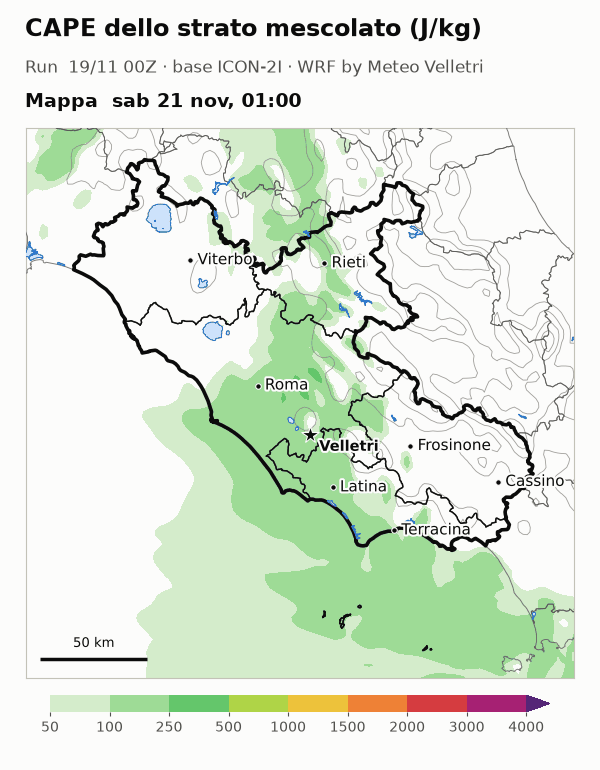 CAPE dello strato mescolato (J/kg)
Run  19/11 00Z · base ICON-2I · WRF by Meteo Velletri
Mappa  sab 21 nov, 01:00
Viterbo
Rieti
Roma
Velletri
Frosinone
Cassino
Latina
Terracina
50 km
50 100 250 500 1000 1500 2000 3000 4000